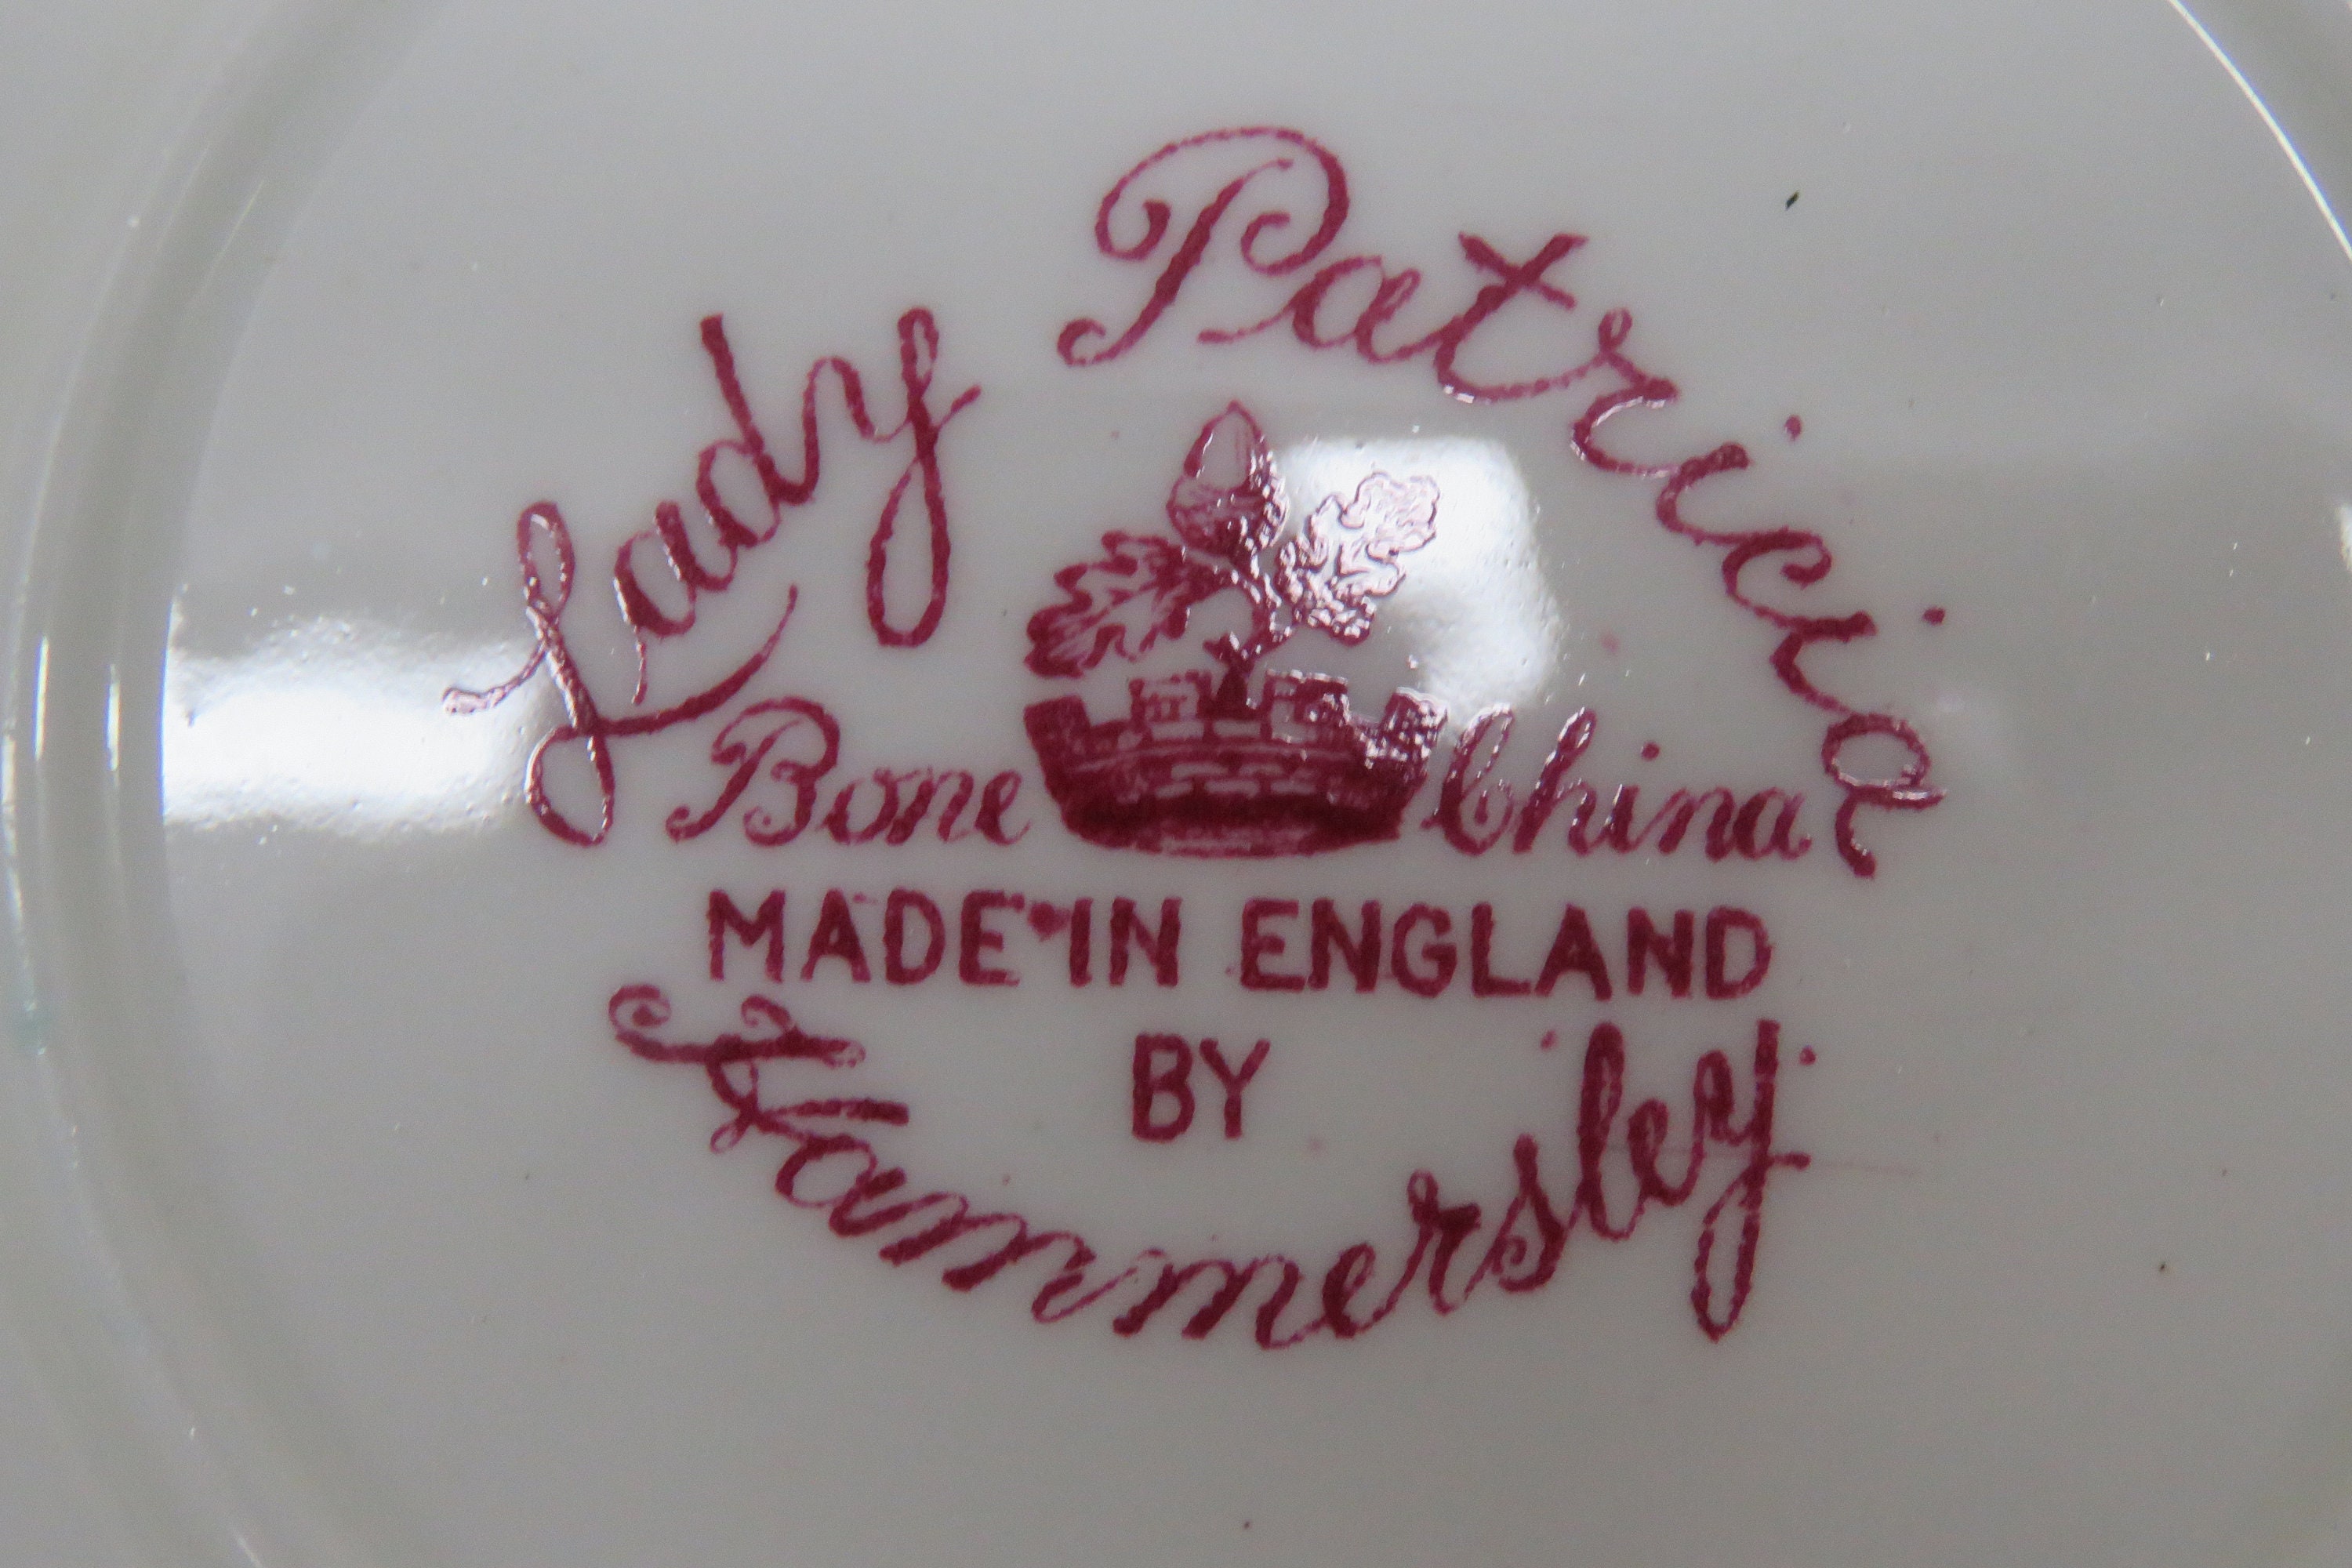 Lady Patricia
Bone China
MADE IN ENGLAND
BY
Hammersley